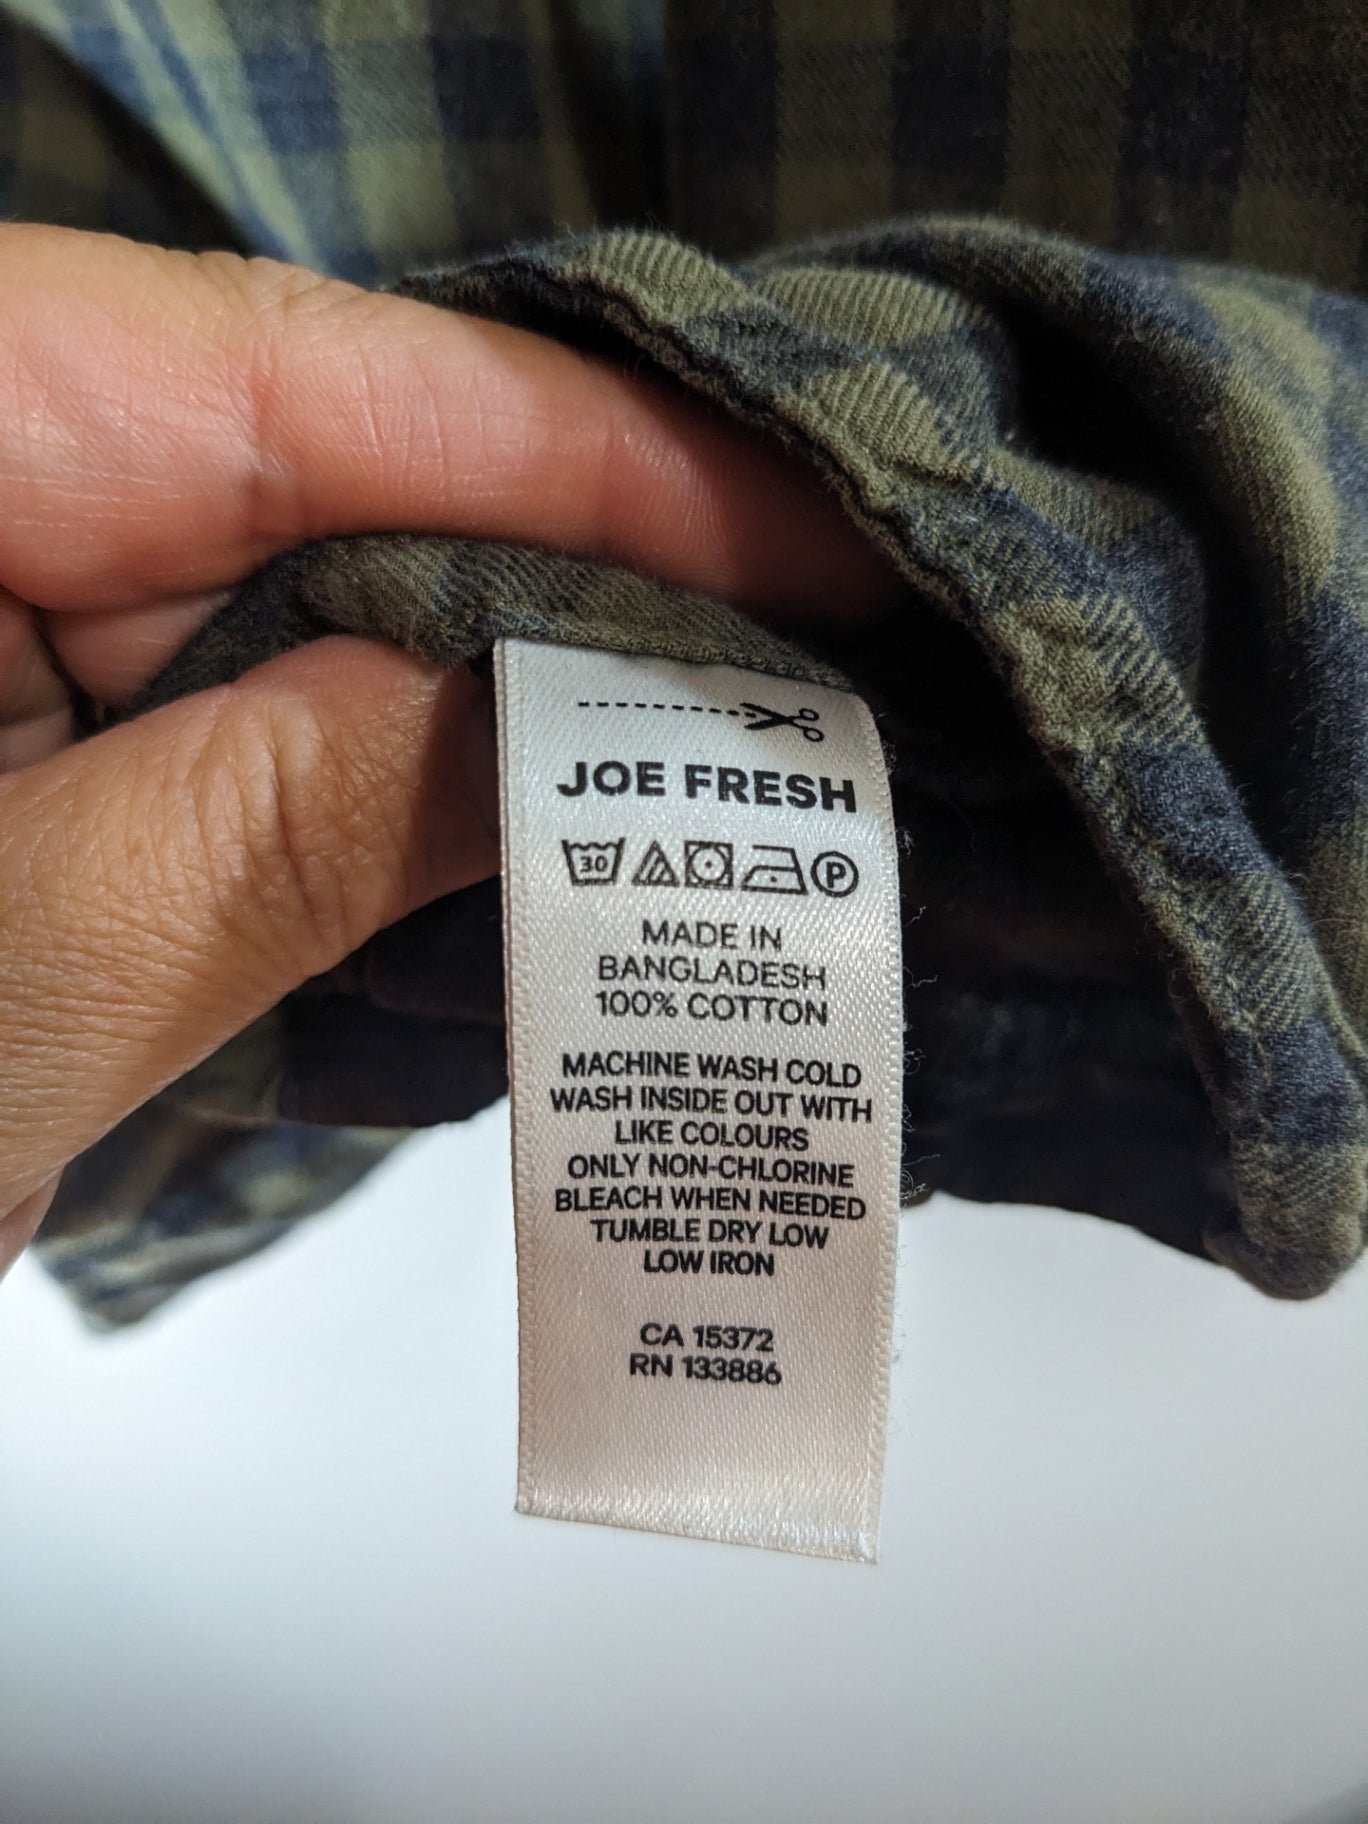 JOE FRESH
30 P
MADE IN
BANGLADESH
100% COTTON
MACHINE WASH COLD
WASH INSIDE OUT WITH
LIKE COLOURS
ONLY NON-CHLORINE
BLEACH WHEN NEEDED
TUMBLE DRY LOW
LOW IRON
CA 15372
RN 133886